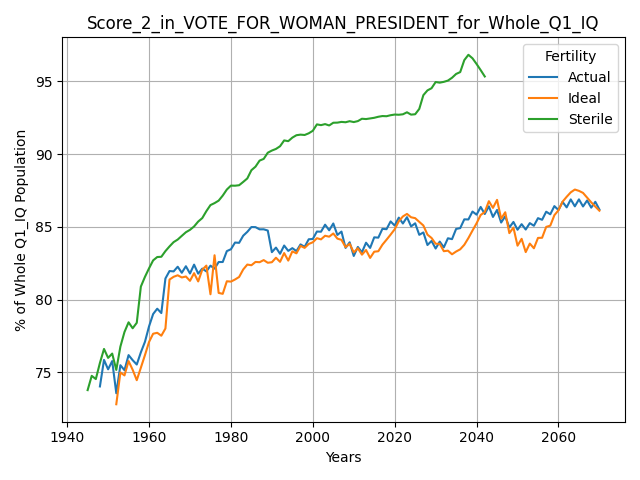 Score_2_in_VOTE_FOR_WOMAN_PRESIDENT_for_Whole_Q1_IQ
Fertility
Actual
Ideal
Sterile
% of Whole Q1_IQ Population
95
90
85
80
75
1940
1960
1980
2000
2020
2040
2060
Years